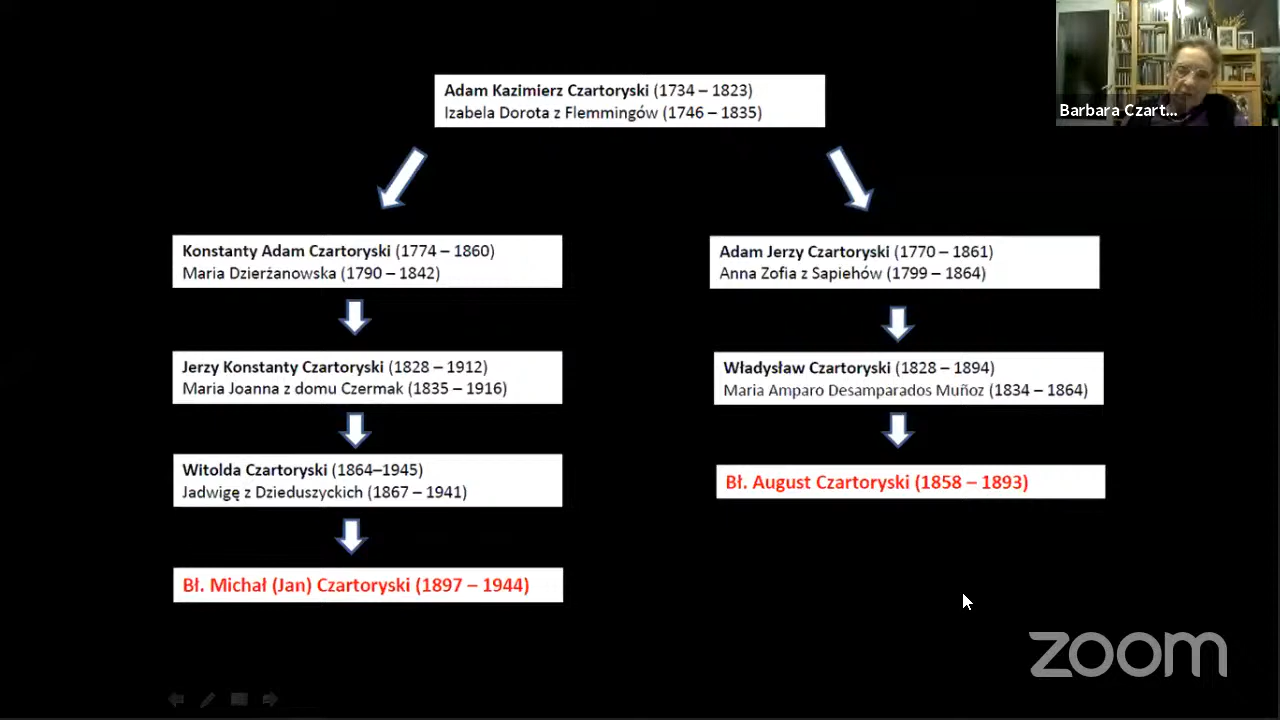 Adam Kazimierz Czartoryski (1734 – 1823)
Izabela Dorota z Flemmingów (1746 – 1835)
Barbara Czart...
Konstanty Adam Czartoryski (1774 – 1860)
Maria Dzierżanowska (1790 – 1842)
Adam Jerzy Czartoryski (1770 – 1861)
Anna Zofia z Sapiehów (1799 – 1864)
Jerzy Konstanty Czartoryski (1828 – 1912)
Maria Joanna z domu Czermak (1835 – 1916)
Władysław Czartoryski (1828 – 1894)
Maria Amparo Desamparados Muñoz (1834 – 1864)
Witolda Czartoryski (1864–1945)
Jadwigę z Dzieduszyckich (1867 – 1941)
Bł. August Czartoryski (1858 – 1893)
Bł. Michał (Jan) Czartoryski (1897 – 1944)
zoom